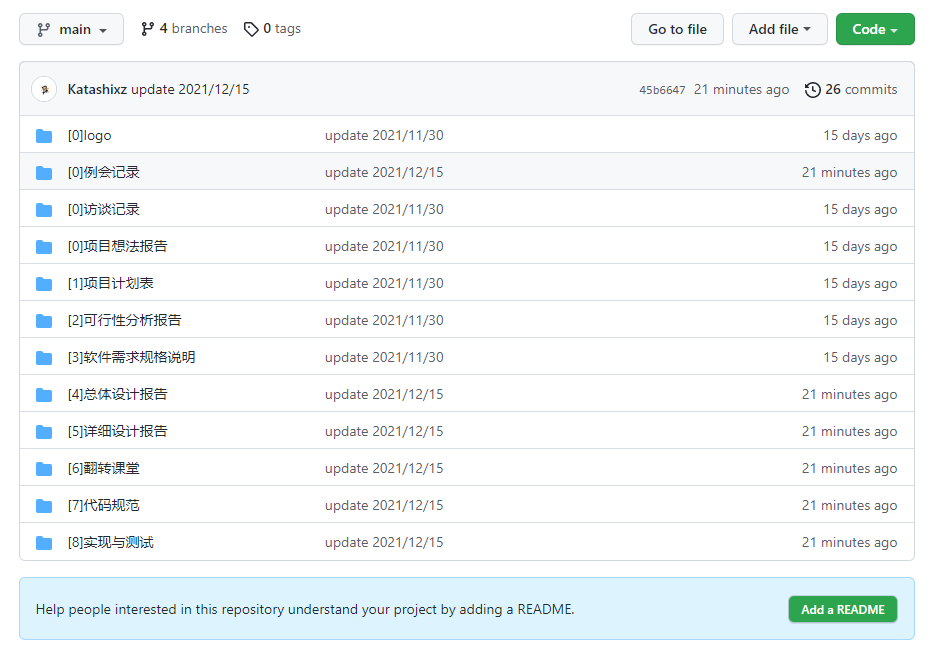 main 4 branches 0 tags Go to file Add file Code
Katashixz update 2021/12/15 45b6647 21 minutes ago 26 commits
[0]logo update 2021/11/30 15 days ago
[0]例会记录 update 2021/12/15 21 minutes ago
[0]访谈记录 update 2021/11/30 15 days ago
[0]项目想法报告 update 2021/11/30 15 days ago
[1]项目计划表 update 2021/11/30 15 days ago
[2]可行性分析报告 update 2021/11/30 15 days ago
[3]软件需求规格说明 update 2021/11/30 15 days ago
[4]总体设计报告 update 2021/12/15 21 minutes ago
[5]详细设计报告 update 2021/12/15 21 minutes ago
[6]翻转课堂 update 2021/12/15 21 minutes ago
[7]代码规范 update 2021/12/15 21 minutes ago
[8]实现与测试 update 2021/12/15 21 minutes ago
Help people interested in this repository understand your project by adding a README. Add a README